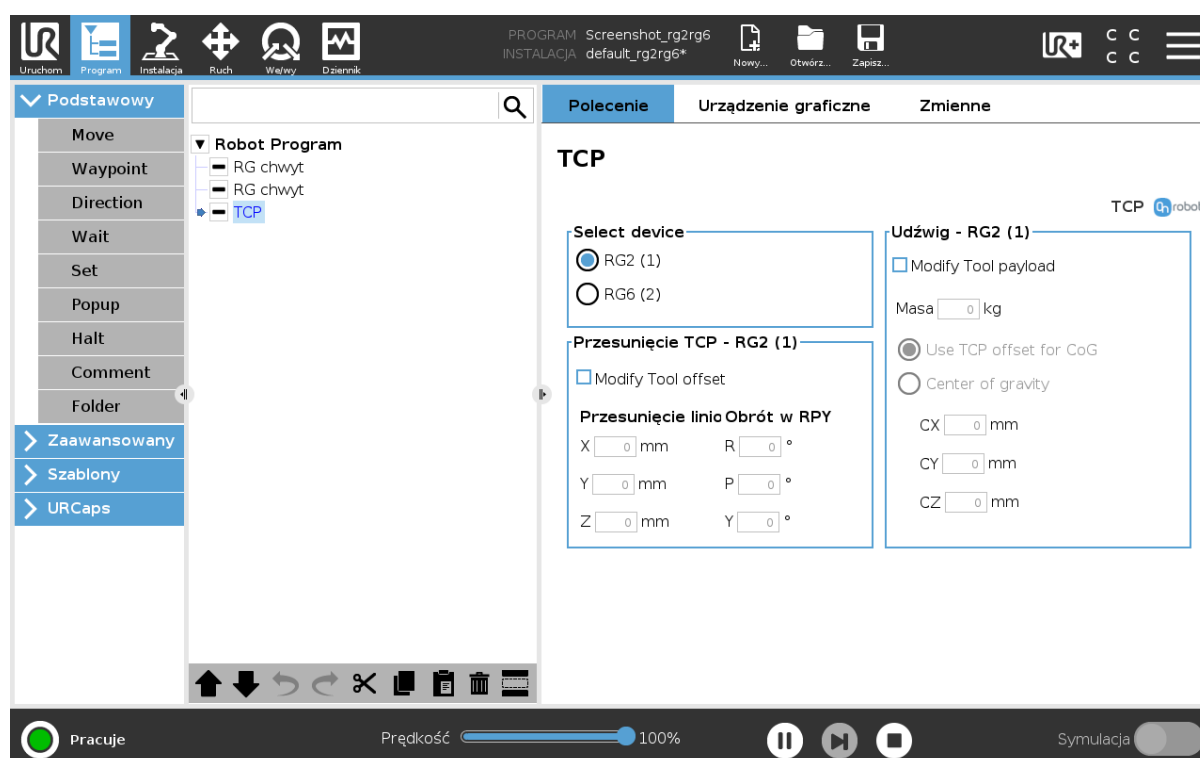 PROGRAM Screenshot_rg2rg6
INSTALACJA default_rg2rg6*
Uruchom Program Instalacja Ruch We/wy Dziennik Nowy... Otwórz... Zapisz...
UR+
C C
C C
Podstawowy
Move
Waypoint
Direction
Wait
Set
Popup
Halt
Comment
Folder
Zaawansowany
Szablony
URCaps
Robot Program
RG chwyt
RG chwyt
TCP
Polecenie Urządzenie graficzne Zmienne
TCP
TCP On robot
Select device
RG2 (1)
RG6 (2)
Przesunięcie TCP - RG2 (1)
Modify Tool offset
Przesunięcie linio Obrót w RPY
X 0 mm R 0 °
Y 0 mm P 0 °
Z 0 mm Y 0 °
Udźwig - RG2 (1)
Modify Tool payload
Masa 0 kg
Use TCP offset for CoG
Center of gravity
CX 0 mm
CY 0 mm
CZ 0 mm
Pracuje Prędkość 100% Symulacja